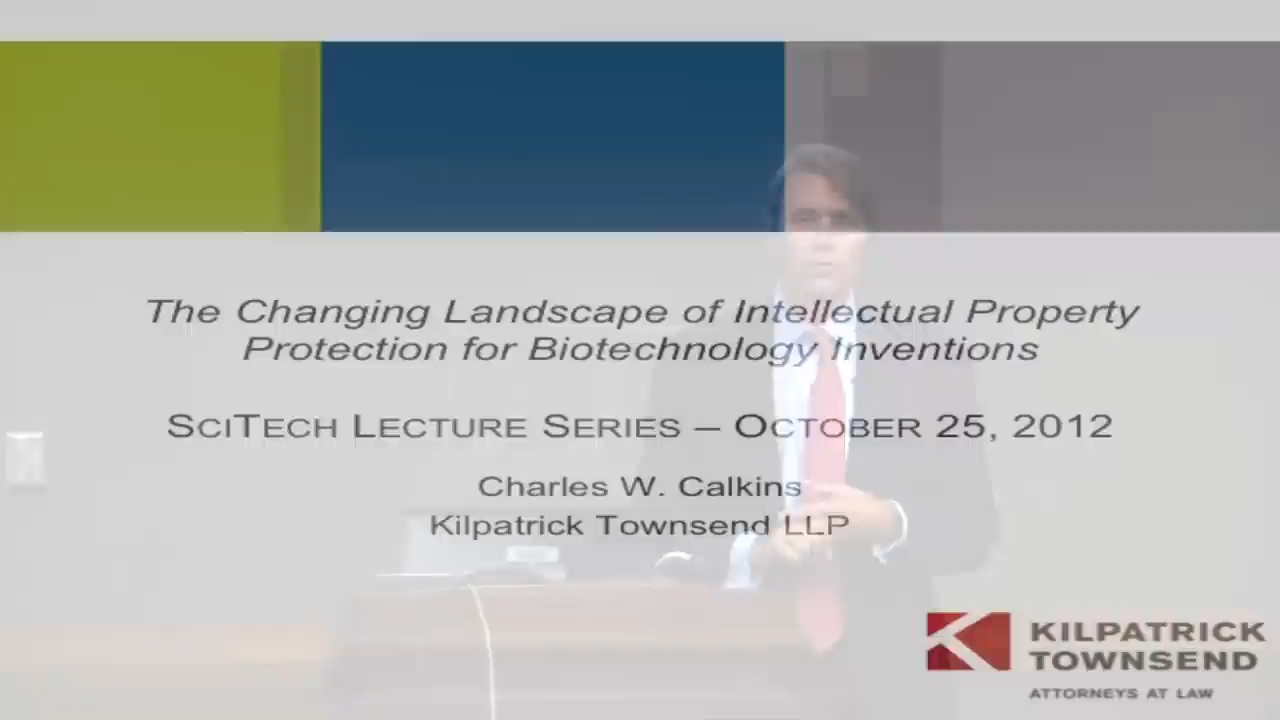 The Changing Landscape of Intellectual Property
Protection for Biotechnology Inventions
SCITECH LECTURE SERIES – OCTOBER 25, 2012
Charles W. Calkins
Kilpatrick Townsend LLP
KILPATRICK
TOWNSEND
ATTORNEYS AT LAW